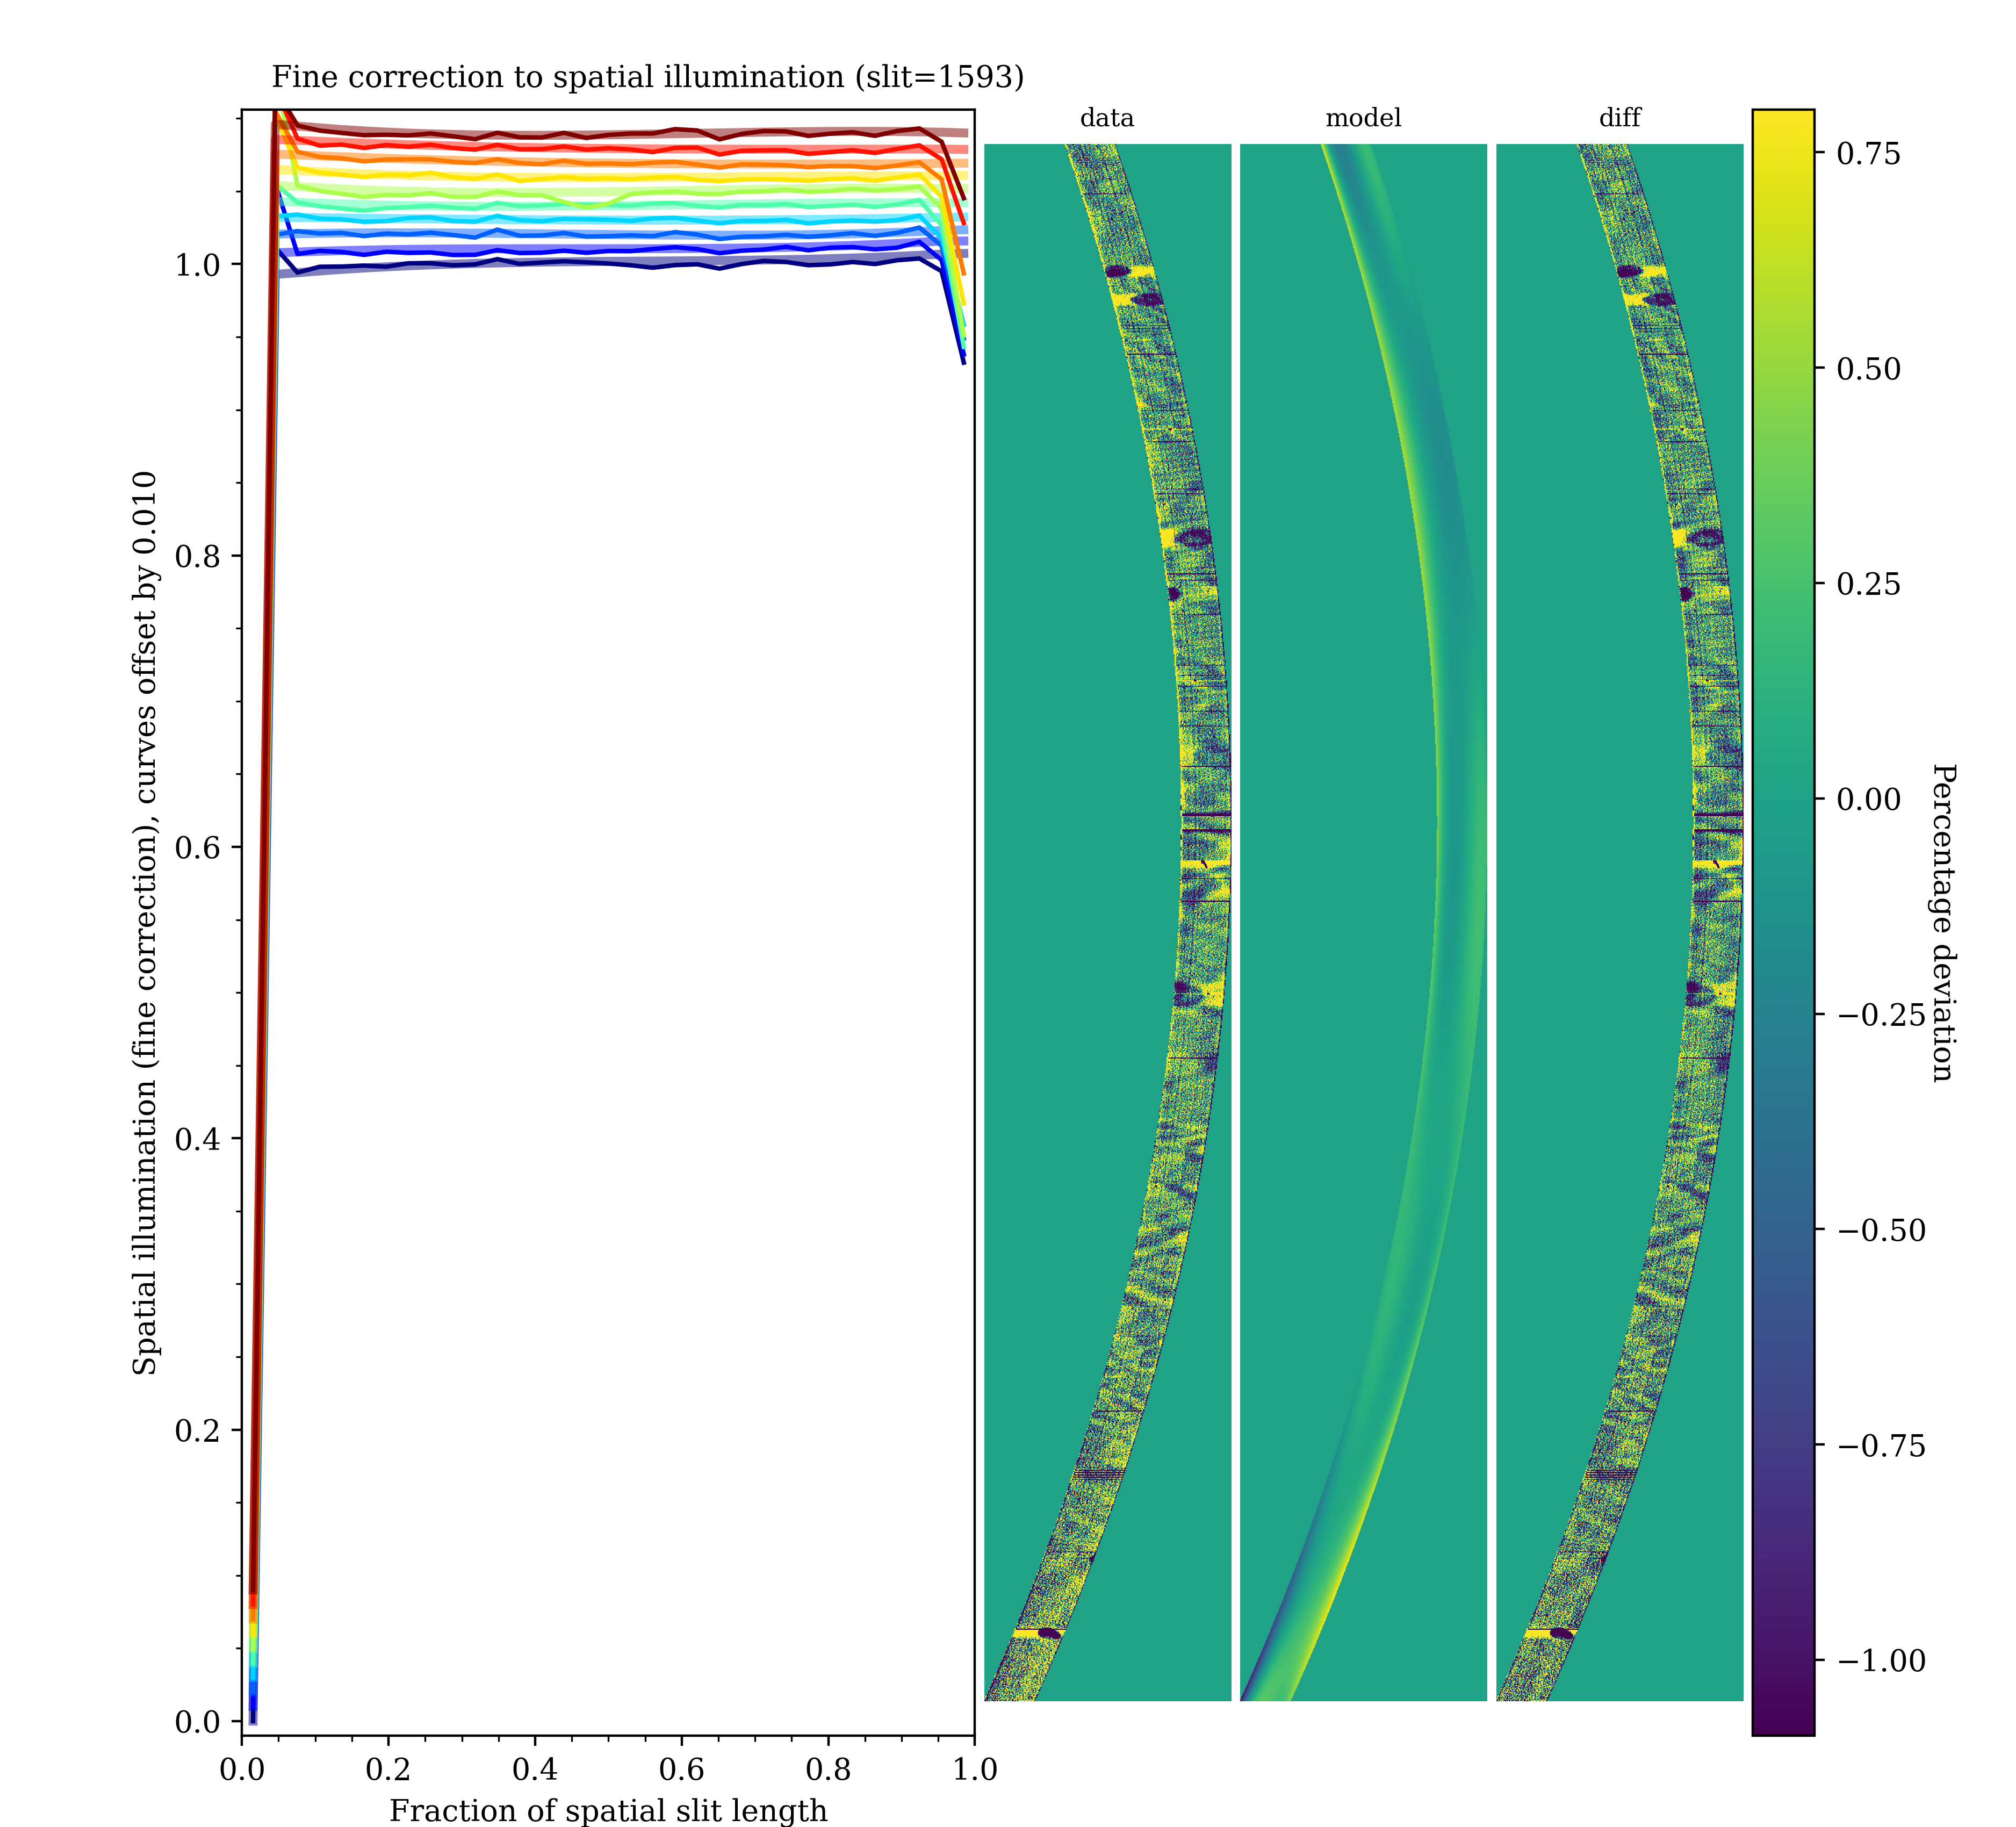 Fine correction to spatial illumination (slit=1593)
data
model
diff
Spatial illumination (fine correction), curves offset by 0.010
1.0
0.8
0.6
0.4
0.2
0.0
0.0 0.2 0.4 0.6 0.8 1.0
Fraction of spatial slit length
0.75
0.50
0.25
0.00
−0.25
−0.50
−0.75
−1.00
Percentage deviation